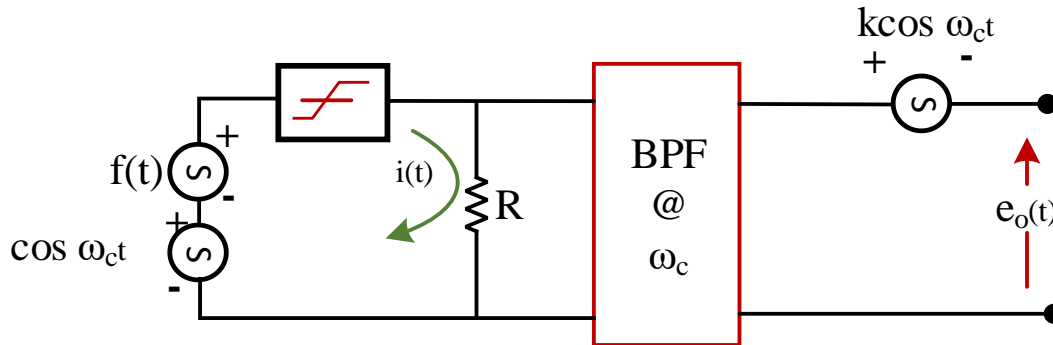 kcos ω_ct
+ -
+
f(t)
-
+
cos ω_ct
-
i(t)
R
BPF
@
ω_c
e_o(t)